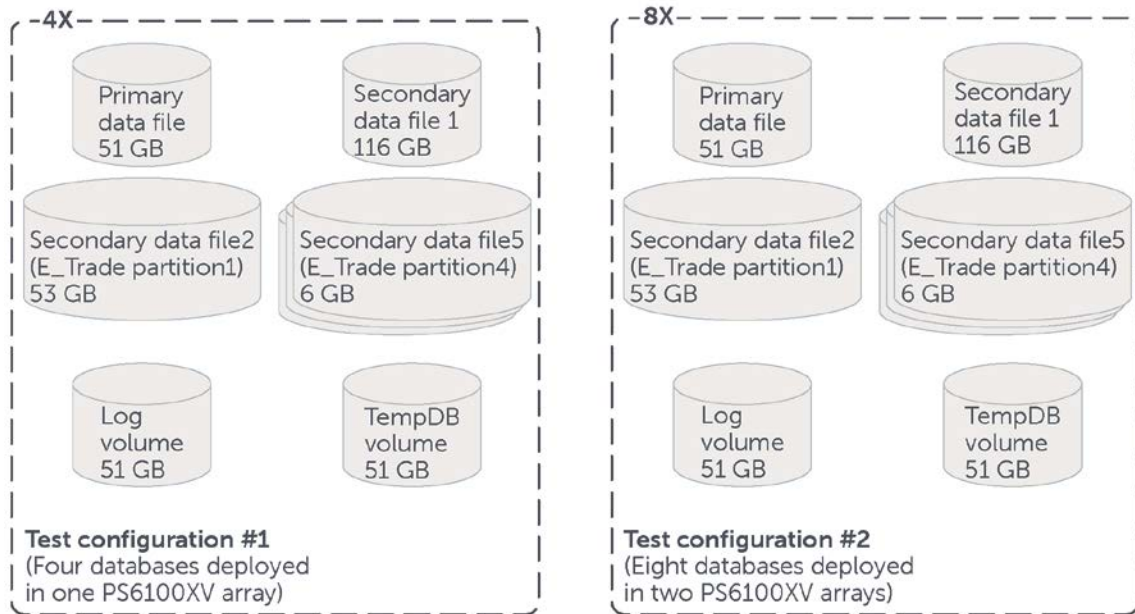 4X
Primary
data file
51 GB
Secondary
data file 1
116 GB
Secondary data file2
(E_Trade partition1)
53 GB
Secondary data file5
(E_Trade partition4)
6 GB
Log
volume
51 GB
TempDB
volume
51 GB
Test configuration #1
(Four databases deployed
in one PS6100XV array)
8X
Primary
data file
51 GB
Secondary
data file 1
116 GB
Secondary data file2
(E_Trade partition1)
53 GB
Secondary data file5
(E_Trade partition4)
6 GB
Log
volume
51 GB
TempDB
volume
51 GB
Test configuration #2
(Eight databases deployed
in two PS6100XV arrays)